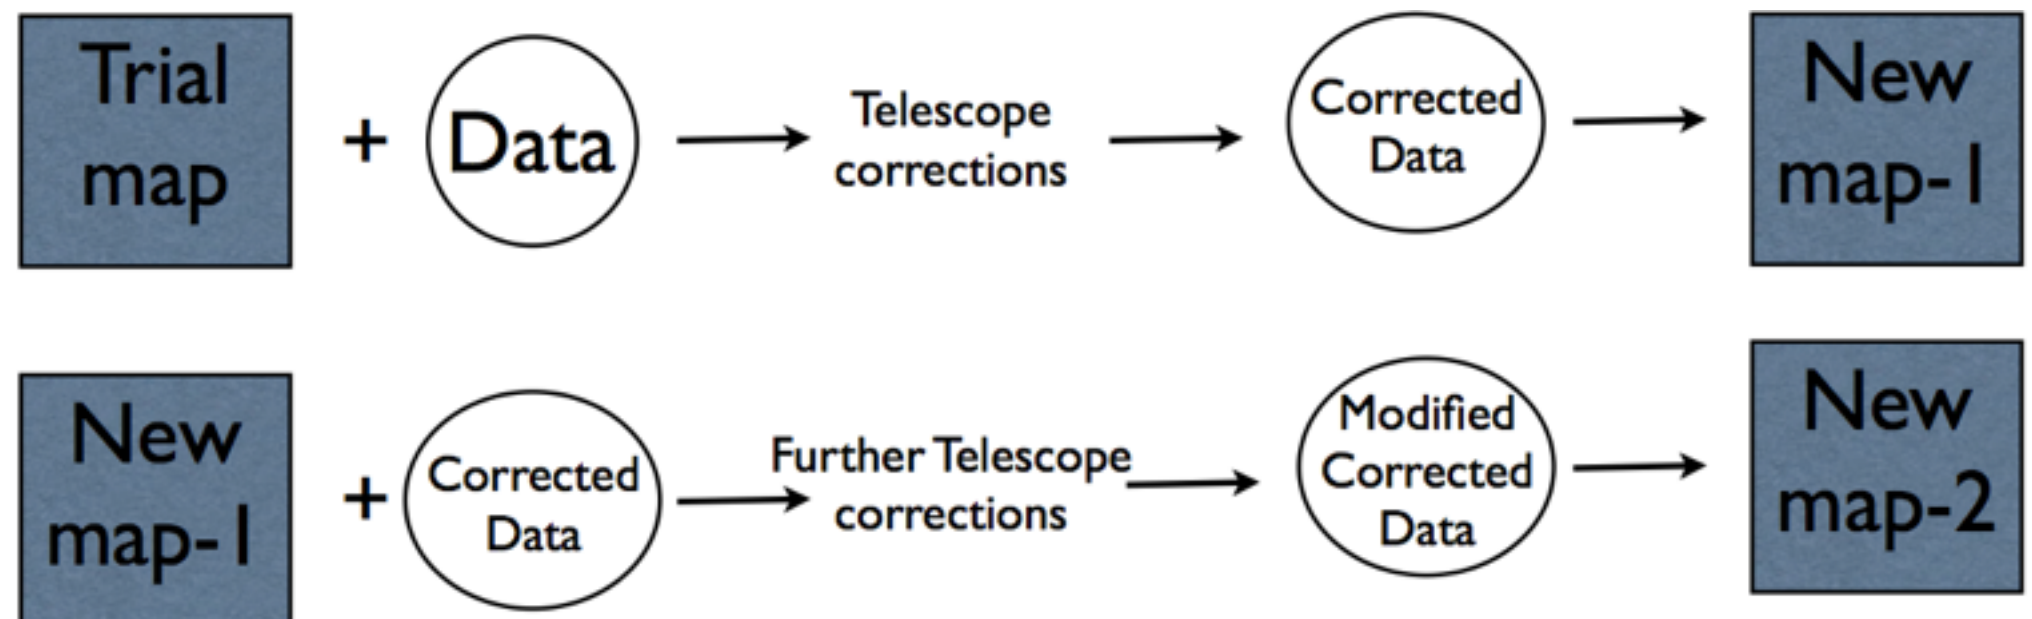 Trial
map
+
Data
Telescope
corrections
Corrected
Data
New
map-1
New
map-1
+
Corrected
Data
Further Telescope
corrections
Modified
Corrected
Data
New
map-2